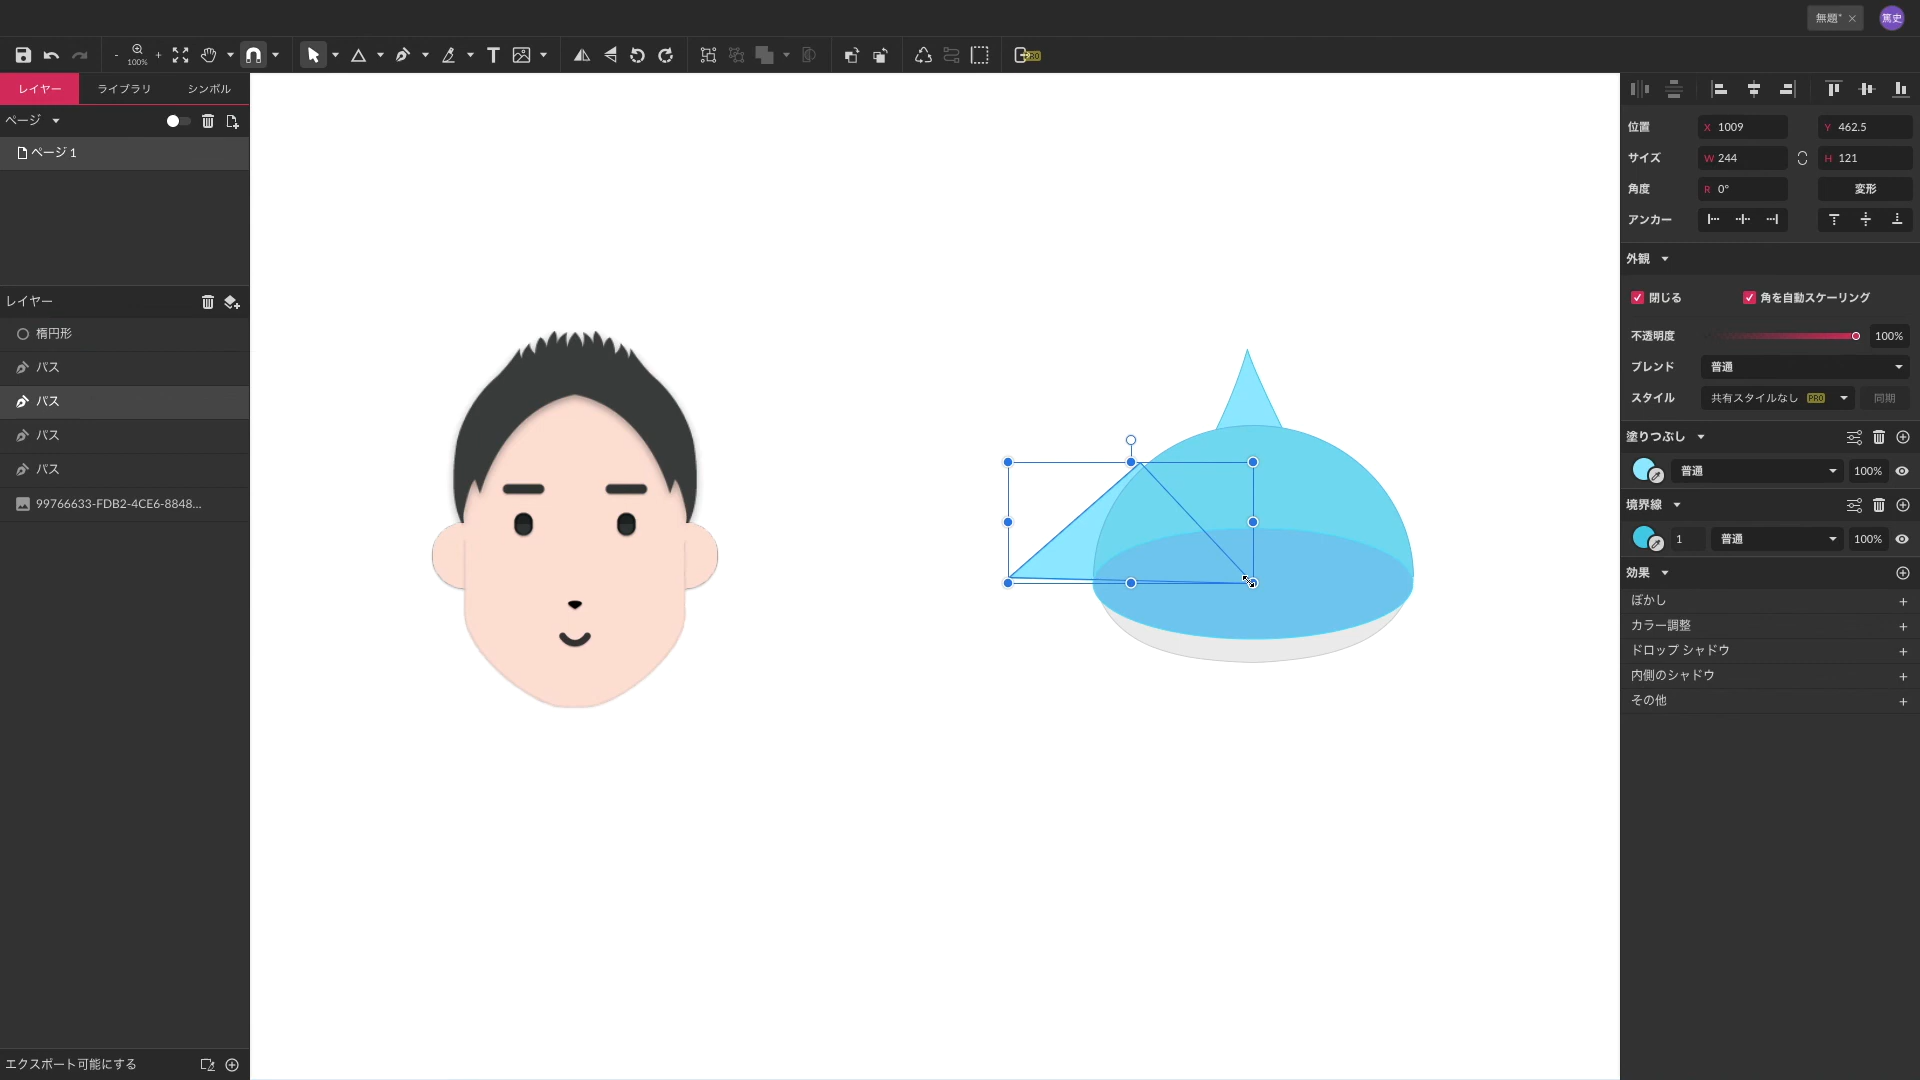 無題*
篤史
-
100%
+
PRO
レイヤー
ライブラリ
シンボル
ページ
ページ 1
レイヤー
楕円形
パス
パス
パス
パス
99766633-FDB2-4CE6-8848...
エクスポート可能にする
位置 X 1009 Y 462.5
サイズ W 244 H 121
角度 R 0° 変形
アンカー
外観
閉じる 角を自動スケーリング
不透明度 100%
ブレンド 普通
スタイル 共有スタイルなし PRO 同期
塗りつぶし
普通 100%
境界線
1 普通 100%
効果
ぼかし +
カラー調整 +
ドロップ シャドウ +
内側のシャドウ +
その他 +